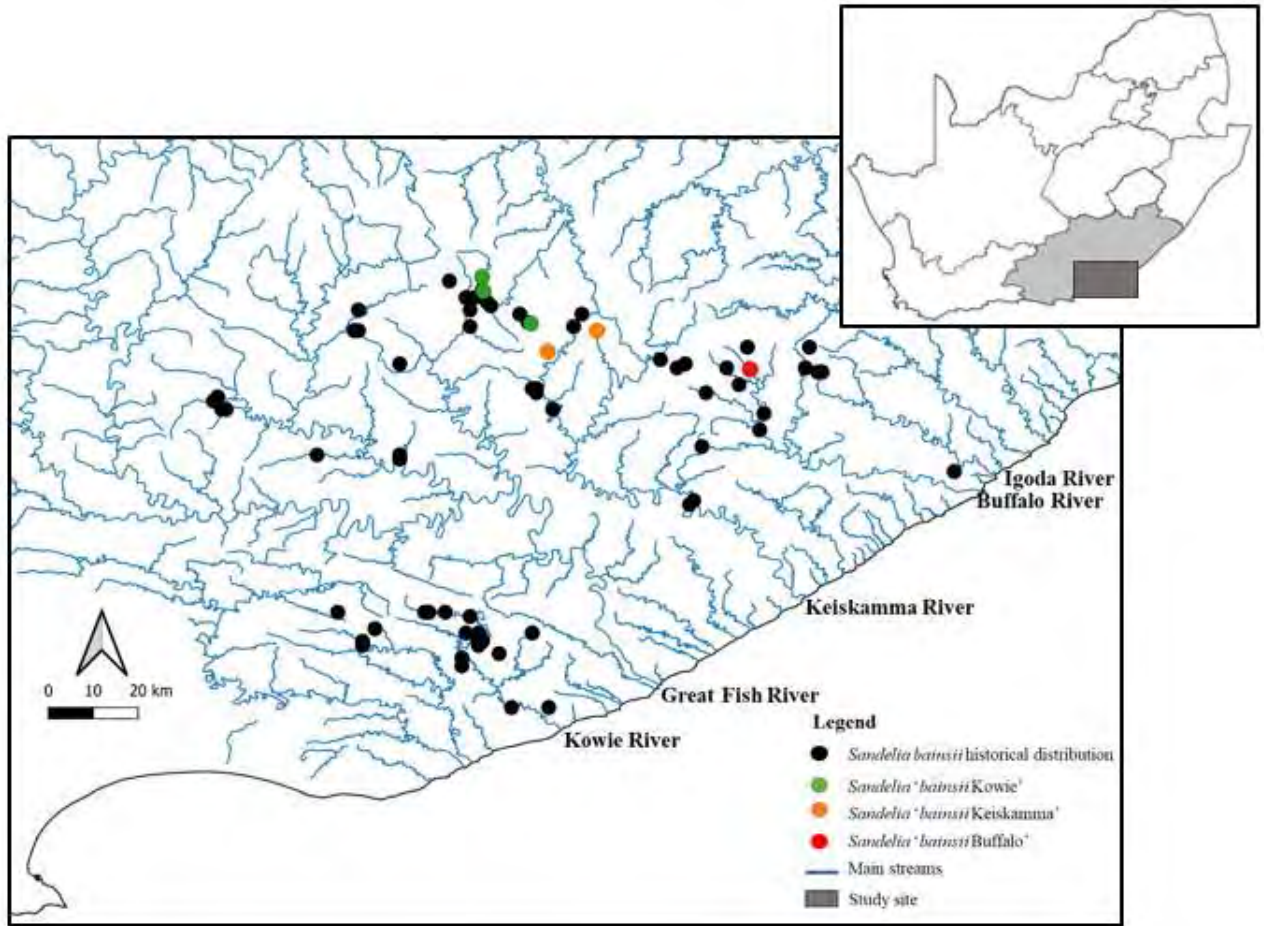 Igoda River
Buffalo River
Keiskamma River
Great Fish River
Kowie River
0 10 20 km
Legend
Sandelia bainsii historical distribution
Sandelia ‘bainsii Kowie’
Sandelia ‘bainsii Keiskamma’
Sandelia ‘bainsii Buffalo’
Main streams
Study site